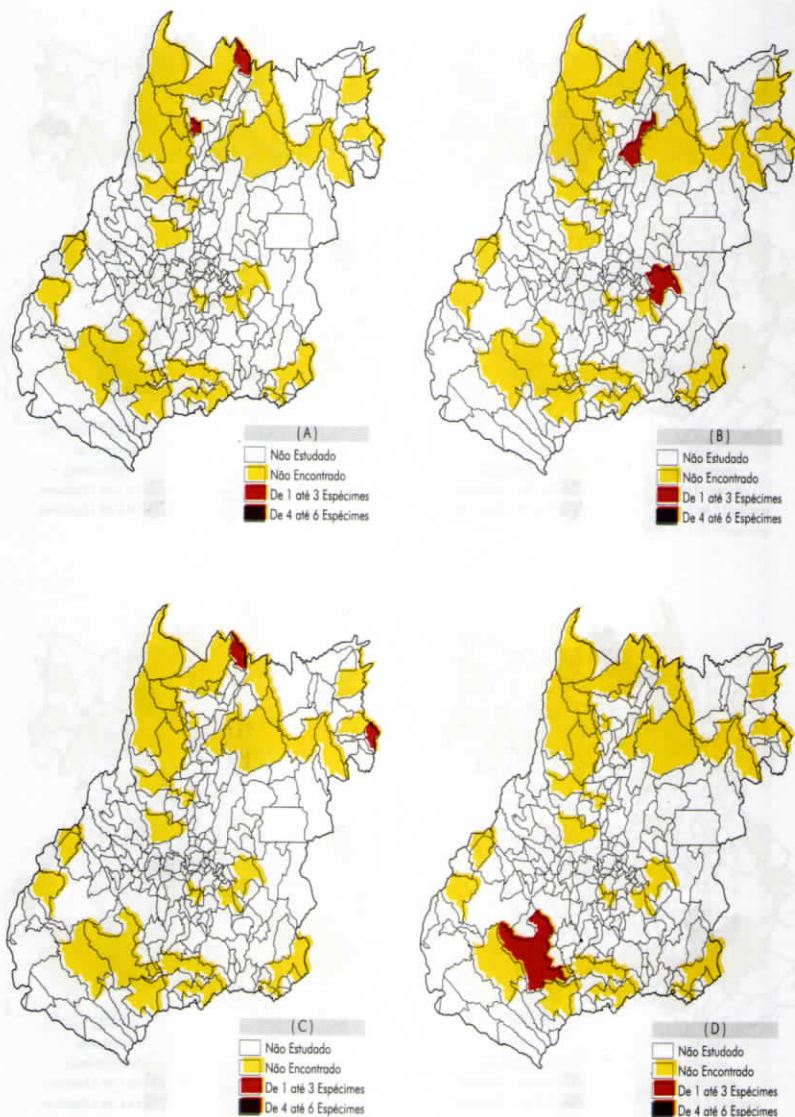 (A)
Não Estudado
Não Encontrado
De 1 até 3 Espécimes
De 4 até 6 Espécimes
(B)
Não Estudado
Não Encontrado
De 1 até 3 Espécimes
De 4 até 6 Espécimes
(C)
Não Estudado
Não Encontrado
De 1 até 3 Espécimes
De 4 até 6 Espécimes
(D)
Não Estudado
Não Encontrado
De 1 até 3 Espécimes
De 4 até 6 Espécimes